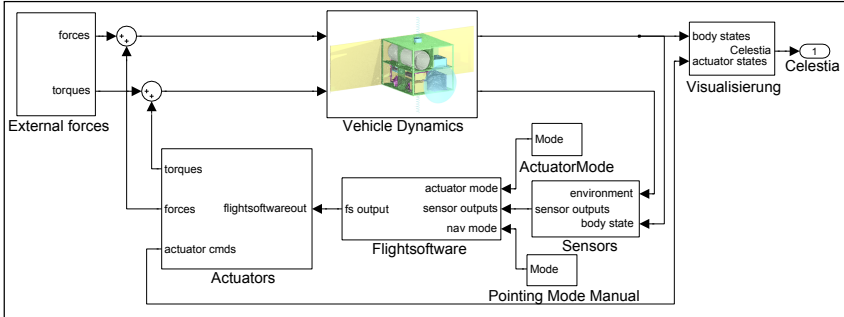 forces
torques
External forces
++
++
Vehicle Dynamics
body states
Celestia
actuator states
Visualisierung
1
Celestia
torques
forces
actuator cmds
flightsoftwareout
Actuators
fs output
actuator mode
sensor outputs
nav mode
Flightsoftware
Mode
ActuatorMode
environment
sensor outputs
body state
Sensors
Mode
Pointing Mode Manual